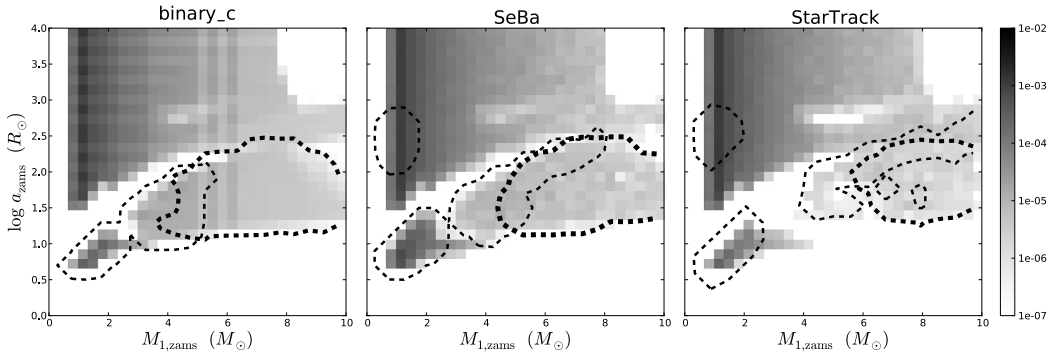 binary_c SeBa StarTrack
4.0
3.5
3.0
2.5
2.0
1.5
1.0
0.5
0.0
log a_zams (R_⊙)
0 2 4 6 8 10 0 2 4 6 8 10 0 2 4 6 8 10
M_1,zams (M_⊙) M_1,zams (M_⊙) M_1,zams (M_⊙)
1e-02
1e-03
1e-04
1e-05
1e-06
1e-07